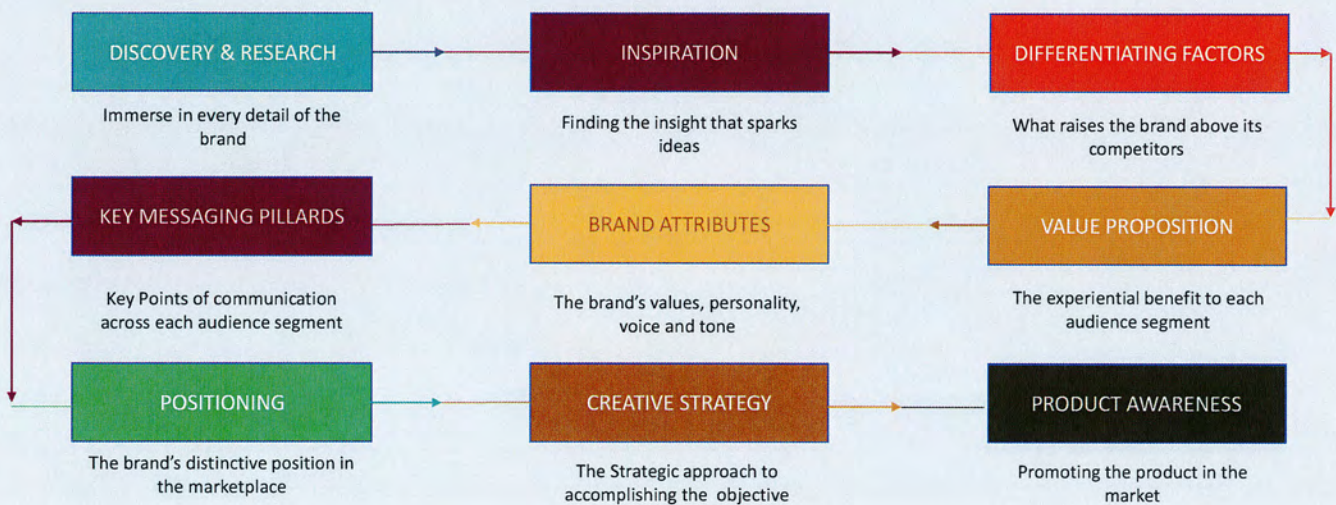 DISCOVERY & RESEARCH
Immerse in every detail of the
brand
INSPIRATION
Finding the insight that sparks
ideas
DIFFERENTIATING FACTORS
What raises the brand above its
competitors
VALUE PROPOSITION
The experiential benefit to each
audience segment
BRAND ATTRIBUTES
The brand's values, personality,
voice and tone
KEY MESSAGING PILLARDS
Key Points of communication
across each audience segment
POSITIONING
The brand's distinctive position in
the marketplace
CREATIVE STRATEGY
The Strategic approach to
accomplishing the objective
PRODUCT AWARENESS
Promoting the product in the
market